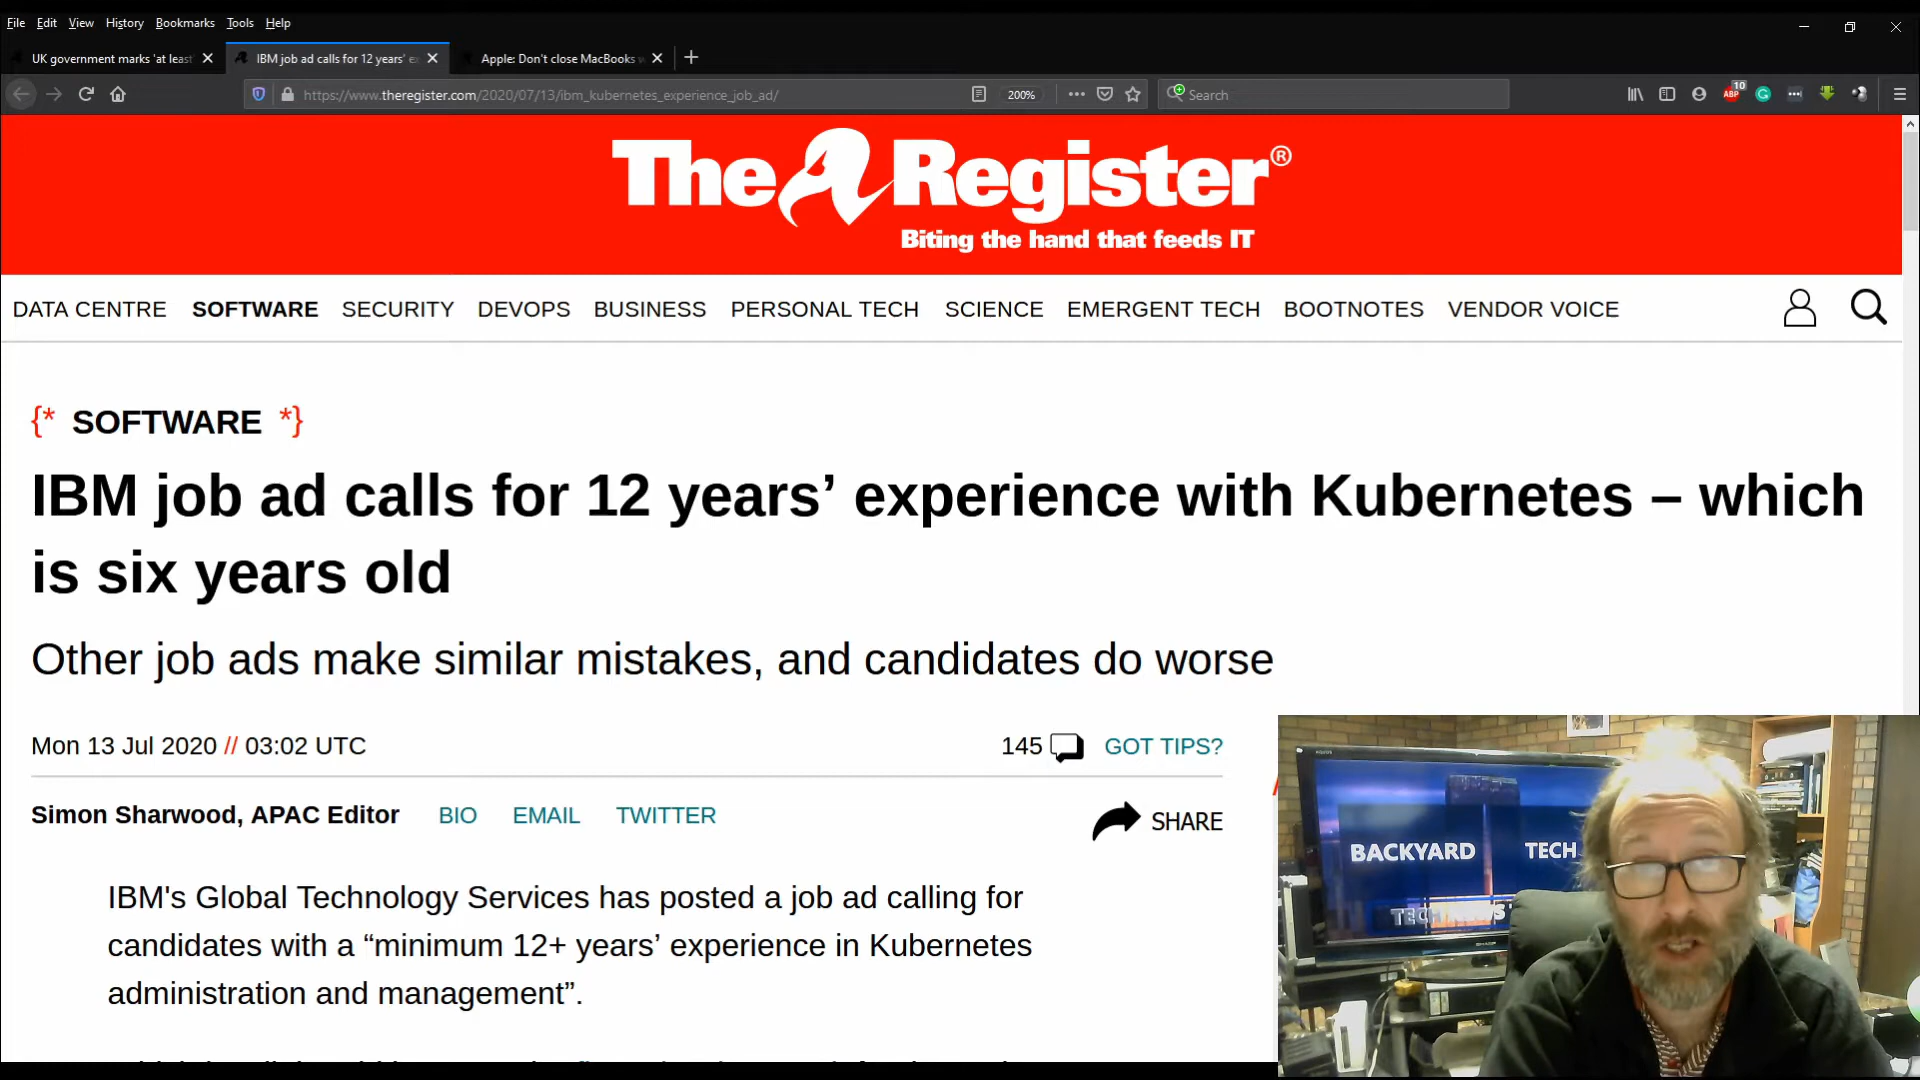 File Edit View History Bookmarks Tools Help
UK government marks 'at least
IBM job ad calls for 12 years' e
Apple: Don't close MacBooks
https://www.theregister.com/2020/07/13/ibm_kubernetes_experience_job_ad/
200%
Search
ABP
10
The Register®
Biting the hand that feeds IT
DATA CENTRE SOFTWARE SECURITY DEVOPS BUSINESS PERSONAL TECH SCIENCE EMERGENT TECH BOOTNOTES VENDOR VOICE
{* SOFTWARE *}
IBM job ad calls for 12 years’ experience with Kubernetes – which
is six years old
Other job ads make similar mistakes, and candidates do worse
Mon 13 Jul 2020 // 03:02 UTC
145 GOT TIPS?
Simon Sharwood, APAC Editor BIO EMAIL TWITTER
SHARE
IBM's Global Technology Services has posted a job ad calling for
candidates with a “minimum 12+ years’ experience in Kubernetes
administration and management”.
BACKYARD TECH
TECH NEWS